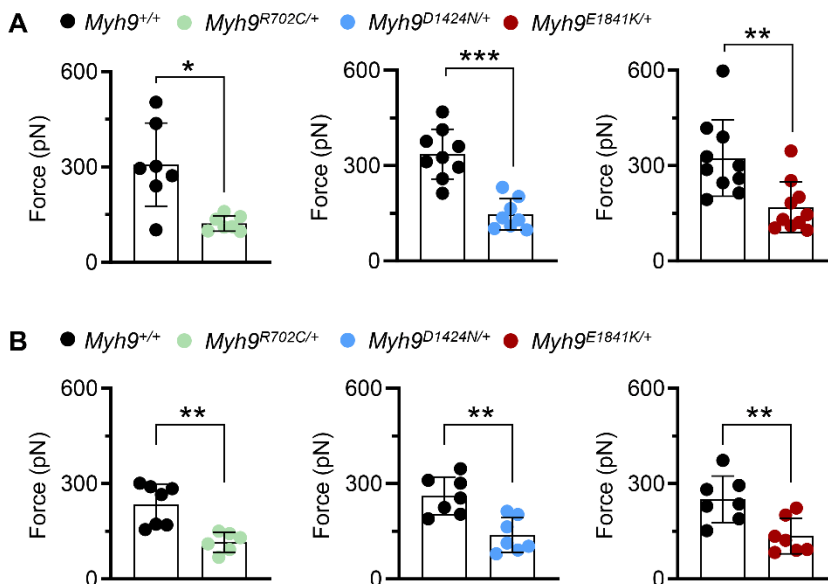 A Myh9+/+ Myh9R702C/+ Myh9D1424N/+ Myh9E1841K/+
* *** **
600 600 600
300 300 300
0 0 0
Force (pN) Force (pN) Force (pN)
B Myh9+/+ Myh9R702C/+ Myh9D1424N/+ Myh9E1841K/+
** ** **
600 600 600
300 300 300
0 0 0
Force (pN) Force (pN) Force (pN)